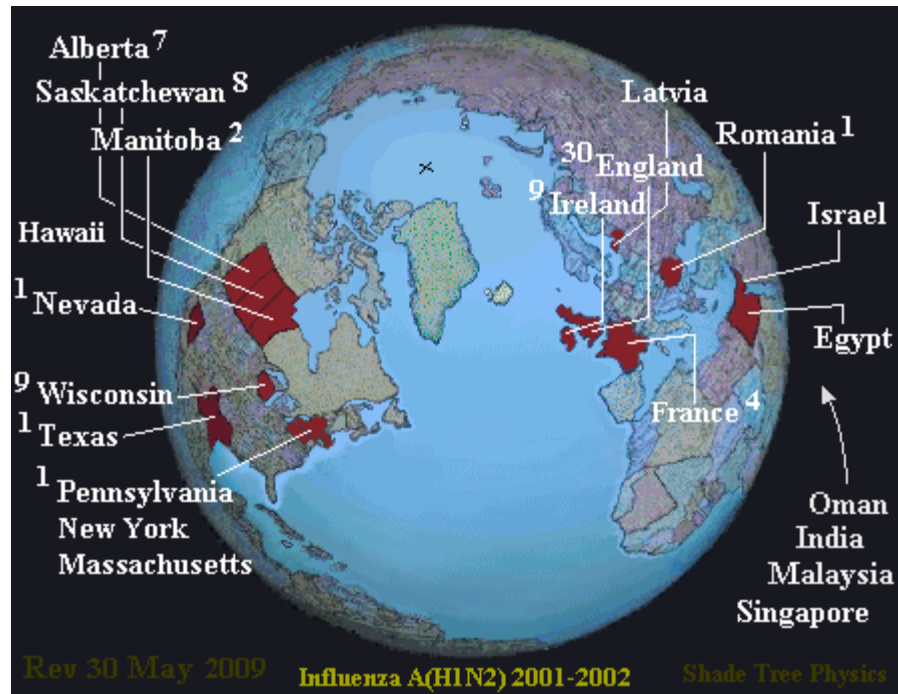 Alberta 7
Saskatchewan 8
Manitoba 2
Hawaii
1 Nevada
9 Wisconsin
1 Texas
1 Pennsylvania
New York
Massachusetts
Latvia
Romania 1
30 England
9 Ireland
Israel
Egypt
France 4
Oman
India
Malaysia
Singapore
Rev 30 May 2009
Influenza A(H1N2) 2001-2002
Shade Tree Physics